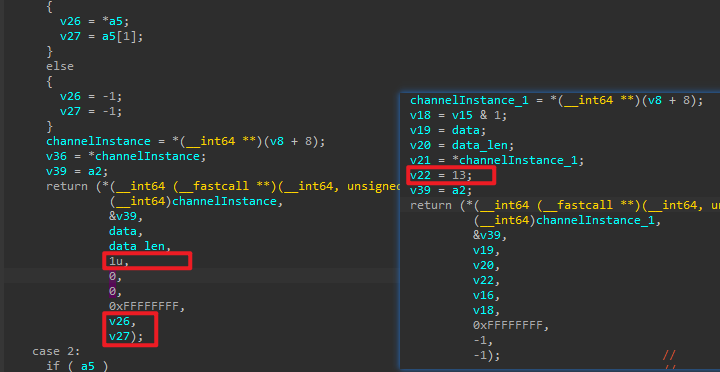 {
v26 = *a5;
v27 = a5[1];
}
else
{
v26 = -1;
v27 = -1;
}
channelInstance = *(__int64 **)(v8 + 8);
v36 = *channelInstance;
v39 = a2;
return (*(__int64 (__fastcall **)(__int64, unsigned
(__int64)channelInstance,
&v39,
data,
data_len,
1u,
0,
0,
0xFFFFFFFF,
v26,
v27);
case 2:
if ( a5 )
channelInstance_1 = *(__int64 **)(v8 + 8);
v18 = v15 & 1;
v19 = data;
v20 = data_len;
v21 = *channelInstance_1;
v22 = 13;
v39 = a2;
return (*(__int64 (__fastcall **)(__int64, un
(__int64)channelInstance_1,
&v39,
v19,
v20,
v22,
v16,
v18,
0xFFFFFFFF,
-1,
-1); //